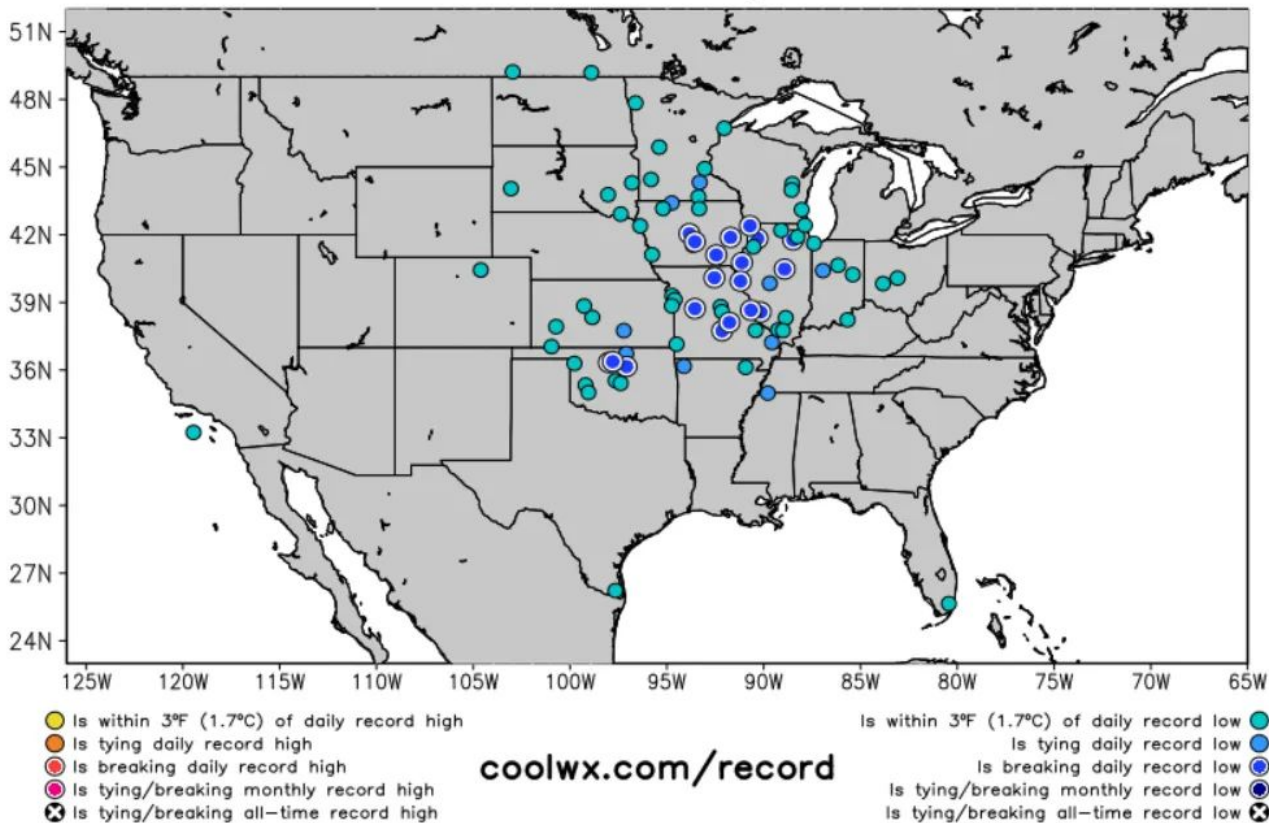 51N
48N
45N
42N
39N
36N
33N
30N
27N
24N
125W 120W 115W 110W 105W 100W 95W 90W 85W 80W 75W 70W 65W
Is within 3°F (1.7°C) of daily record high
Is tying daily record high
Is breaking daily record high
Is tying/breaking monthly record high
Is tying/breaking all-time record high
coolwx.com/record
Is within 3°F (1.7°C) of daily record low
Is tying daily record low
Is breaking daily record low
Is tying/breaking monthly record low
Is tying/breaking all-time record low